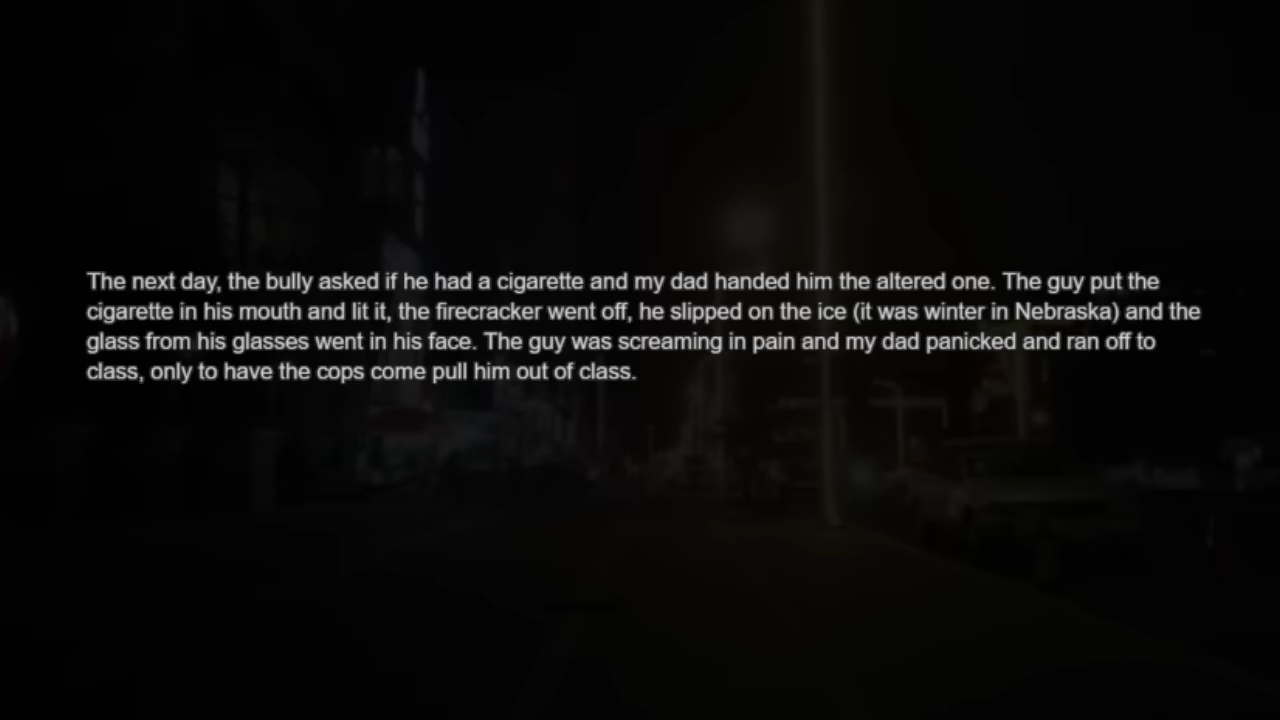 The next day, the bully asked if he had a cigarette and my dad handed him the altered one. The guy put the
cigarette in his mouth and lit it, the firecracker went off, he slipped on the ice (it was winter in Nebraska) and the
glass from his glasses went in his face. The guy was screaming in pain and my dad panicked and ran off to
class, only to have the cops come pull him out of class.